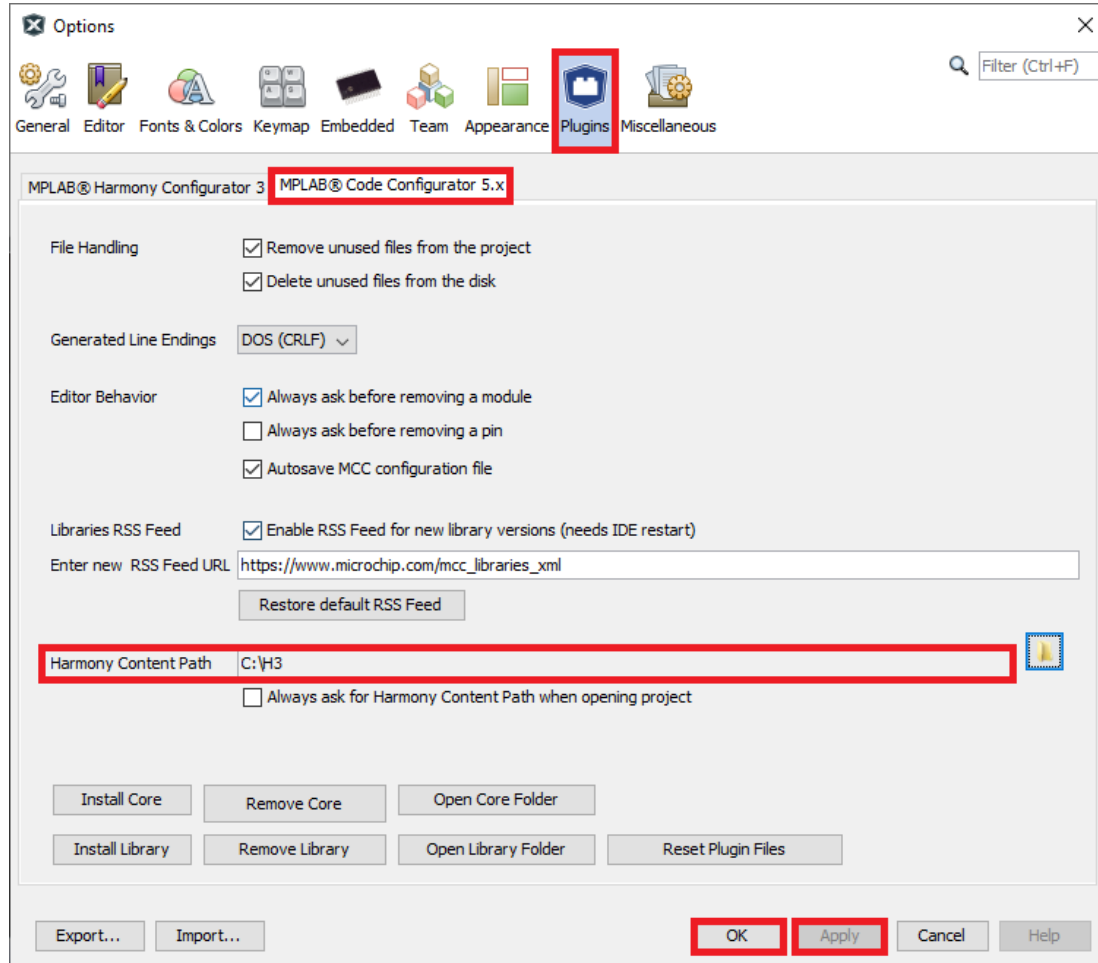 Options
Filter (Ctrl+F)
General Editor Fonts & Colors Keymap Embedded Team Appearance Plugins Miscellaneous
MPLAB® Harmony Configurator 3 MPLAB® Code Configurator 5.x
File Handling Remove unused files from the project
Delete unused files from the disk
Generated Line Endings DOS (CRLF)
Editor Behavior Always ask before removing a module
Always ask before removing a pin
Autosave MCC configuration file
Libraries RSS Feed Enable RSS Feed for new library versions (needs IDE restart)
Enter new RSS Feed URL https://www.microchip.com/mcc_libraries_xml
Restore default RSS Feed
Harmony Content Path C:\H3
Always ask for Harmony Content Path when opening project
Install Core Remove Core Open Core Folder
Install Library Remove Library Open Library Folder Reset Plugin Files
Export... Import... OK Apply Cancel Help